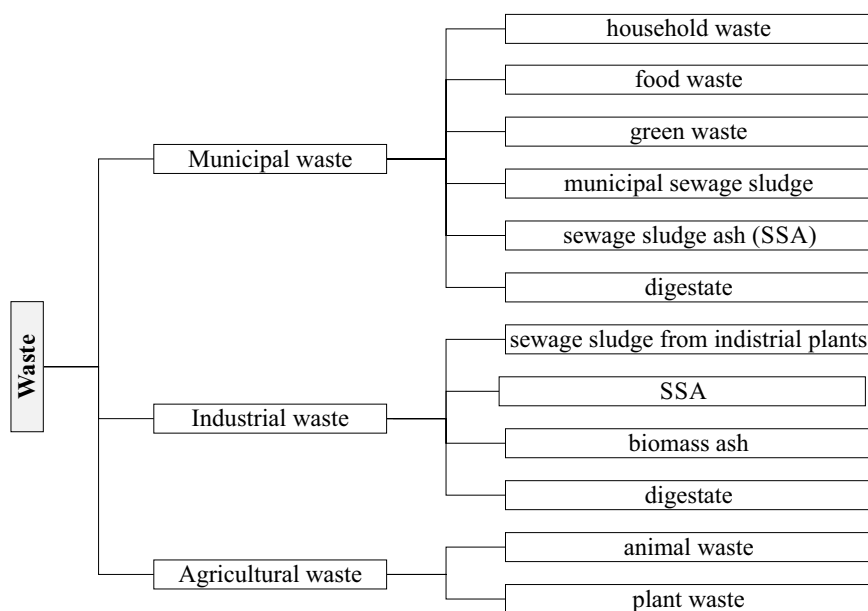 Waste
Municipal waste
household waste
food waste
green waste
municipal sewage sludge
sewage sludge ash (SSA)
digestate
Industrial waste
sewage sludge from indistrial plants
SSA
biomass ash
digestate
Agricultural waste
animal waste
plant waste